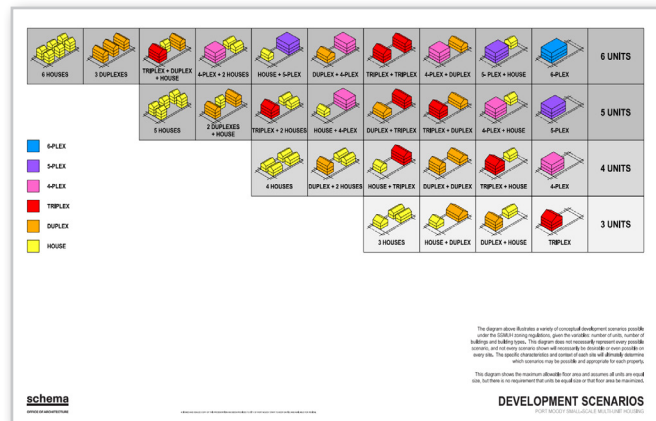 6 HOUSES
3 DUPLEXES
TRIPLEX + DUPLEX
+ HOUSE
4-PLEX + 2 HOUSES
HOUSE + 5-PLEX
DUPLEX + 4-PLEX
TRIPLEX + TRIPLEX
4-PLEX + DUPLEX
5- PLEX + HOUSE
6-PLEX
6 UNITS
5 HOUSES
2 DUPLEXES
+ HOUSE
TRIPLEX + 2 HOUSES
HOUSE + 4-PLEX
DUPLEX + TRIPLEX
TRIPLEX + DUPLEX
4-PLEX + HOUSE
5-PLEX
5 UNITS
4 HOUSES
DUPLEX + 2 HOUSES
HOUSE + TRIPLEX
DUPLEX + DUPLEX
TRIPLEX + HOUSE
4-PLEX
4 UNITS
3 HOUSES
HOUSE + DUPLEX
DUPLEX + HOUSE
TRIPLEX
3 UNITS
6-PLEX
5-PLEX
4-PLEX
TRIPLEX
DUPLEX
HOUSE
The diagram above illustrates a variety of conceptual development scenarios possible
under the SSMUH zoning regulations, given the variables: number of units, number of
buildings and building types. This diagram does not necessarily represent every possible
scenario, and not every scenario shown will necessarily be desirable or even possible on
every site. The specific characteristics and context of each site will ultimately determine
which scenarios may be possible and appropriate for each property.
This diagram shows the maximum allowable floor area and assumes all units are equal
size, but there is no requirement that units be equal size or that floor area be maximized.
schema
OFFICE OF ARCHITECTURE
DEVELOPMENT SCENARIOS
PORT MOODY SMALL-SCALE MULTI-UNIT HOUSING